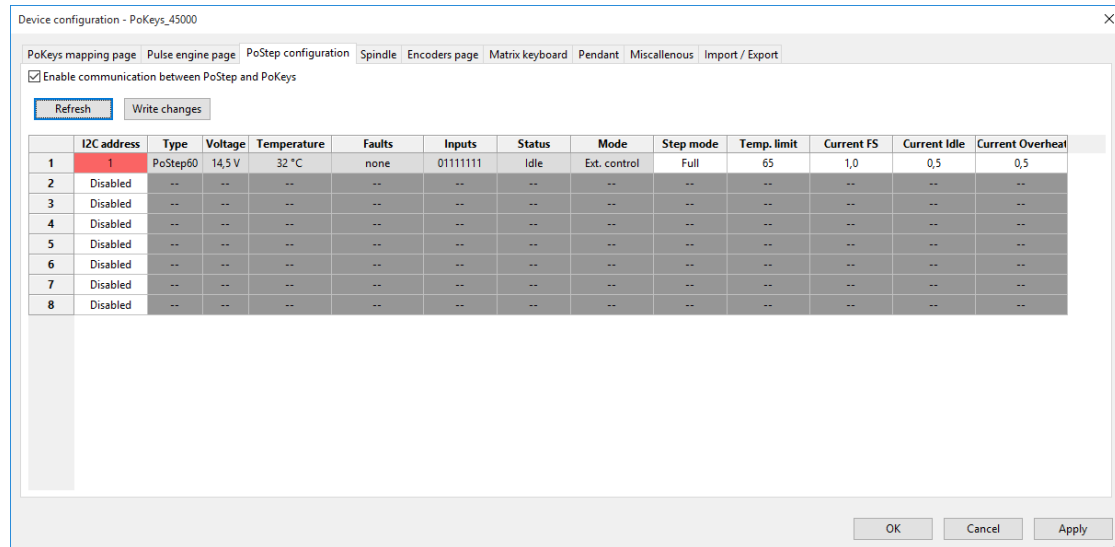 Device configuration - PoKeys_45000
PoKeys mapping page Pulse engine page PoStep configuration Spindle Encoders page Matrix keyboard Pendant Miscallenous Import / Export
Enable communication between PoStep and PoKeys
Refresh Write changes
I2C address Type Voltage Temperature Faults Inputs Status Mode Step mode Temp. limit Current FS Current Idle Current Overheat
1 1 PoStep60 14,5 V 32 °C none 01111111 Idle Ext. control Full 65 1,0 0,5 0,5
2 Disabled -- -- -- -- -- -- -- -- -- -- -- --
3 Disabled -- -- -- -- -- -- -- -- -- -- -- --
4 Disabled -- -- -- -- -- -- -- -- -- -- -- --
5 Disabled -- -- -- -- -- -- -- -- -- -- -- --
6 Disabled -- -- -- -- -- -- -- -- -- -- -- --
7 Disabled -- -- -- -- -- -- -- -- -- -- -- --
8 Disabled -- -- -- -- -- -- -- -- -- -- -- --
OK Cancel Apply